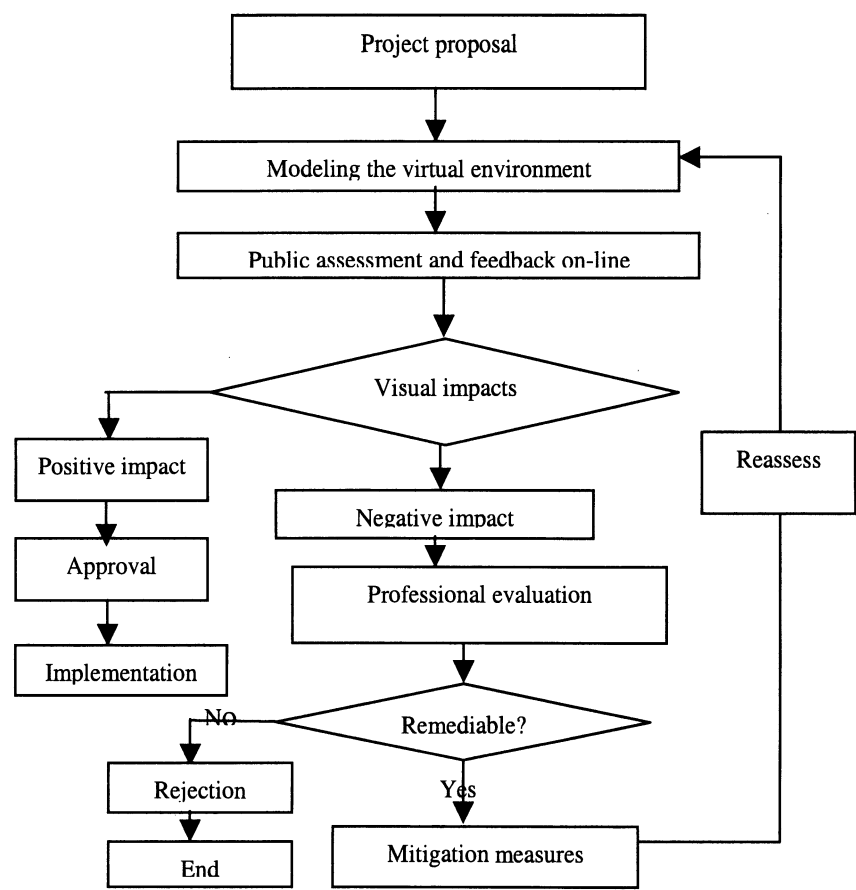 Project proposal
Modeling the virtual environment
Public assessment and feedback on-line
Visual impacts
Positive impact
Reassess
Negative impact
Approval
Professional evaluation
Implementation
No
Remediable?
Rejection
Yes
Mitigation measures
End